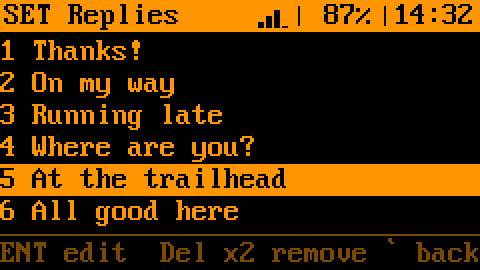 SET Replies | 87% | 14:32
1 Thanks!
2 On my way
3 Running late
4 Where are you?
5 At the trailhead
6 All good here
ENT edit Del x2 remove ` back